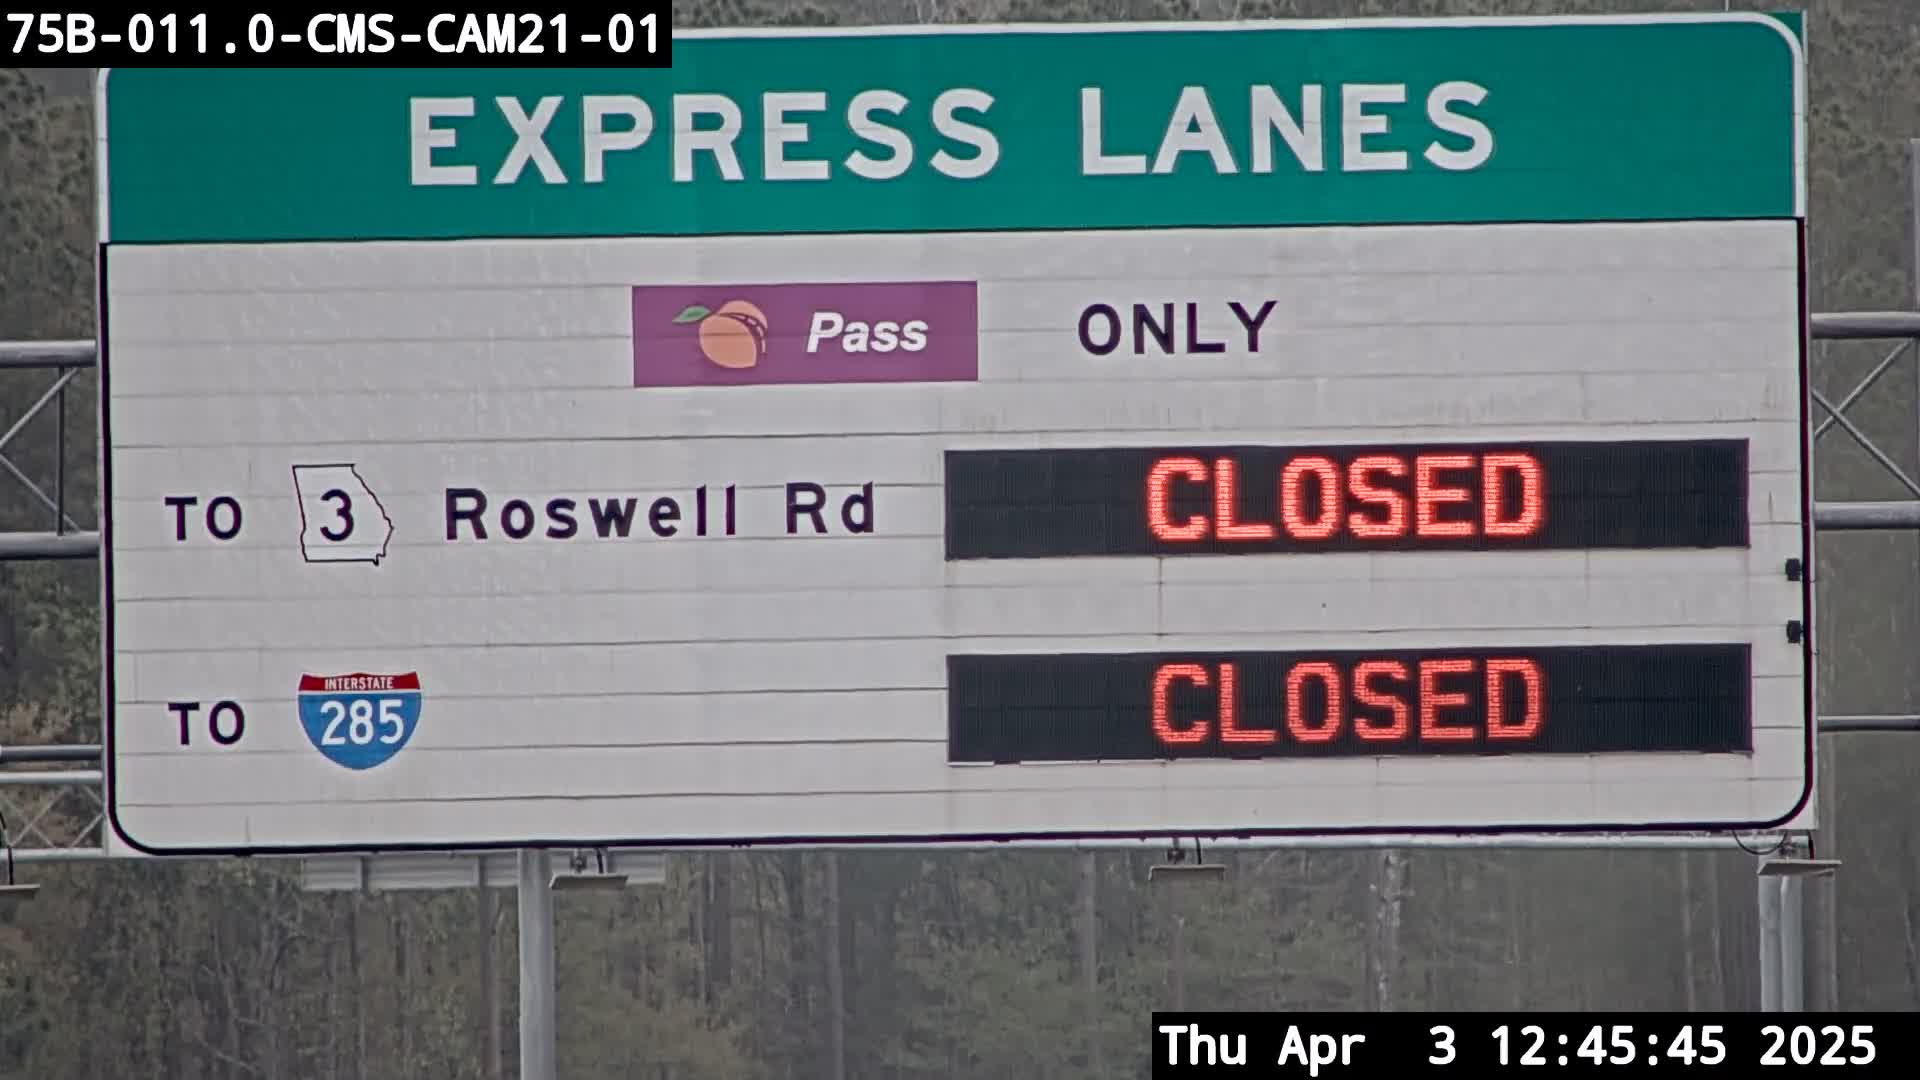 75B-011.0-CMS-CAM21-01
EXPRESS LANES
Pass ONLY
TO 3 Roswell Rd CLOSED
INTERSTATE
TO 285 CLOSED
Thu Apr 3 12:45:45 2025